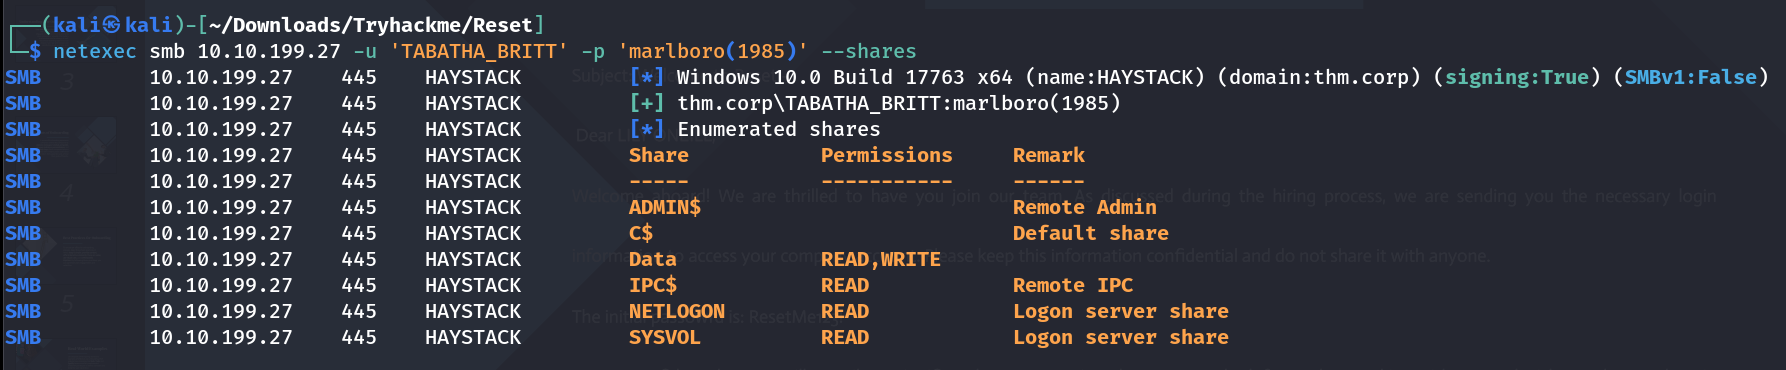 ┌──(kali㉿kali)-[~/Downloads/Tryhackme/Reset]
└─$ netexec smb 10.10.199.27 -u 'TABATHA_BRITT' -p 'marlboro(1985)' --shares
SMB 10.10.199.27 445 HAYSTACK [*] Windows 10.0 Build 17763 x64 (name:HAYSTACK) (domain:thm.corp) (signing:True) (SMBv1:False)
SMB 10.10.199.27 445 HAYSTACK [+] thm.corp\TABATHA_BRITT:marlboro(1985)
SMB 10.10.199.27 445 HAYSTACK [*] Enumerated shares
SMB 10.10.199.27 445 HAYSTACK Share Permissions Remark
SMB 10.10.199.27 445 HAYSTACK ----- ----------- ------
SMB 10.10.199.27 445 HAYSTACK ADMIN$ Remote Admin
SMB 10.10.199.27 445 HAYSTACK C$ Default share
SMB 10.10.199.27 445 HAYSTACK Data READ,WRITE
SMB 10.10.199.27 445 HAYSTACK IPC$ READ Remote IPC
SMB 10.10.199.27 445 HAYSTACK NETLOGON READ Logon server share
SMB 10.10.199.27 445 HAYSTACK SYSVOL READ Logon server share